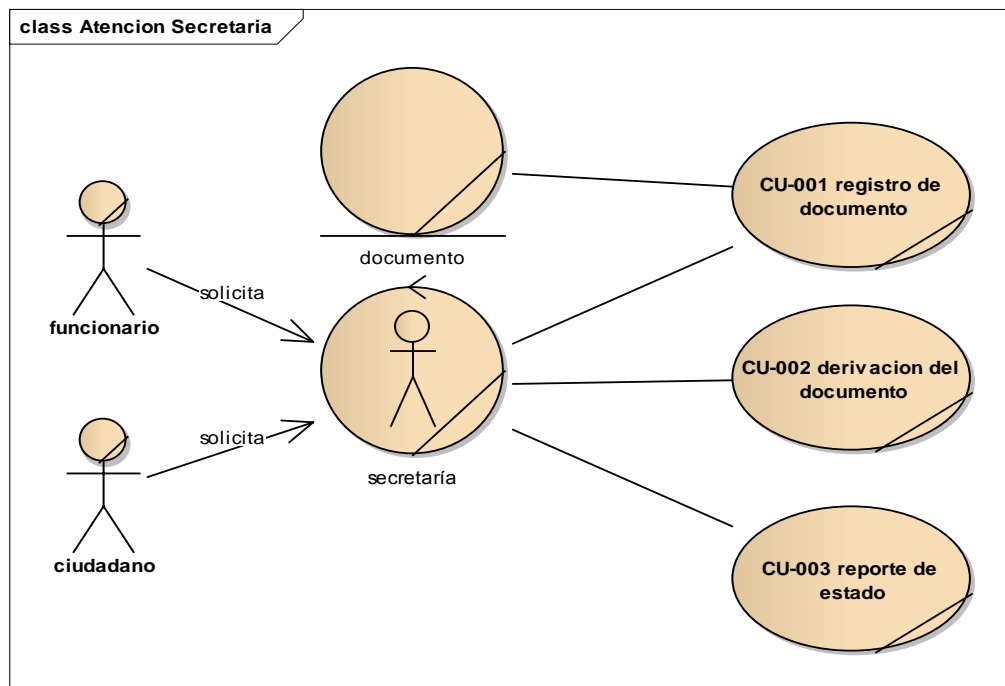 class Atencion Secretaria
documento
CU-001 registro de
documento
solicita
funcionario
CU-002 derivacion del
documento
solicita
secretaría
ciudadano
CU-003 reporte de
estado